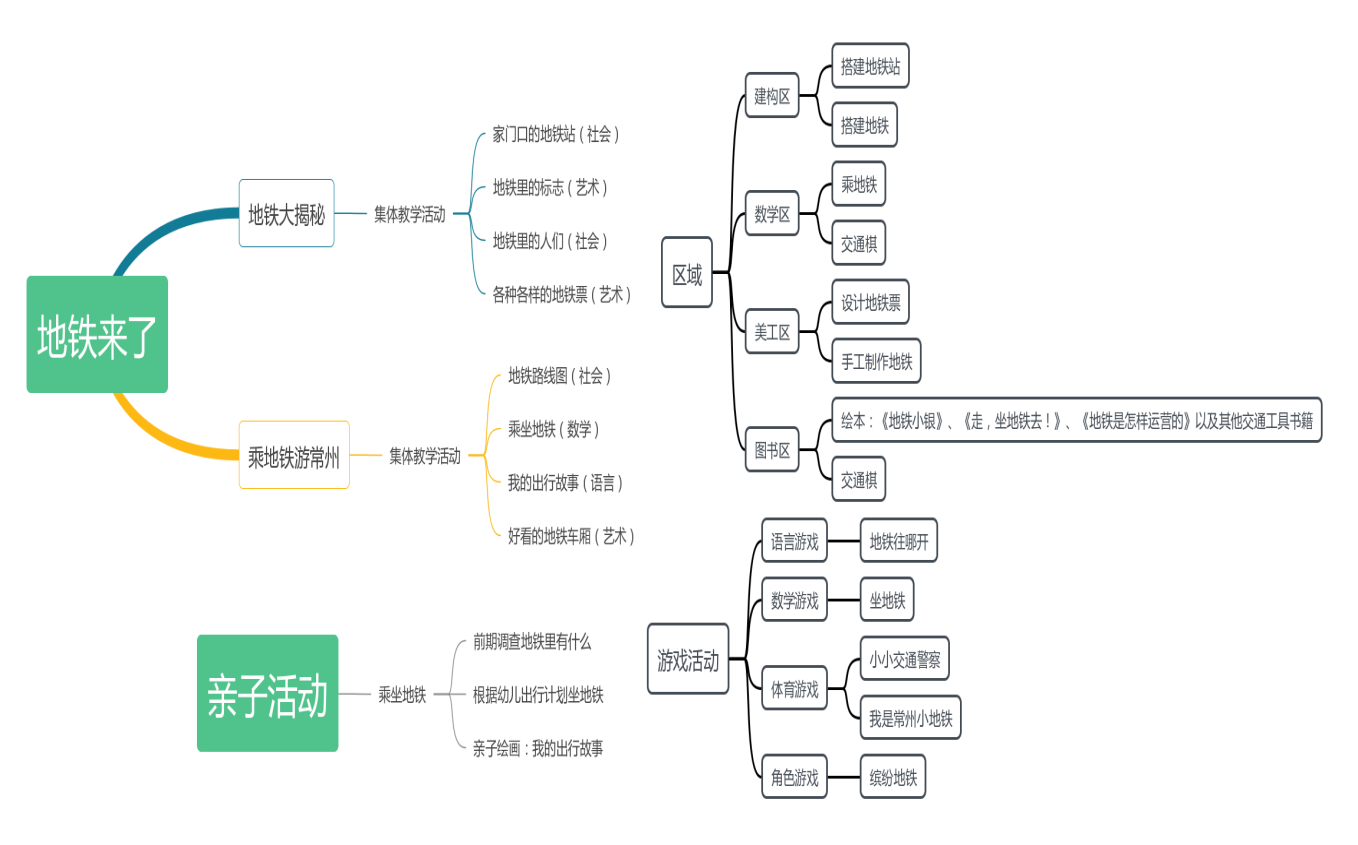 地铁来了
地铁大揭秘
集体教学活动
家门口的地铁站（社会）
地铁里的标志（艺术）
地铁里的人们（社会）
各种各样的地铁票（艺术）
乘地铁游常州
集体教学活动
地铁路线图（社会）
乘坐地铁（数学）
我的出行故事（语言）
好看的地铁车厢（艺术）
亲子活动
乘坐地铁
前期调查地铁里有什么
根据幼儿出行计划坐地铁
亲子绘画：我的出行故事
区域
建构区
搭建地铁站
搭建地铁
数学区
乘地铁
交通棋
美工区
设计地铁票
手工制作地铁
图书区
绘本：《地铁小银》、《走，坐地铁去！》、《地铁是怎样运营的》以及其他交通工具书籍
交通棋
游戏活动
语言游戏
地铁往哪开
数学游戏
坐地铁
体育游戏
小小交通警察
我是常州小地铁
角色游戏
缤纷地铁